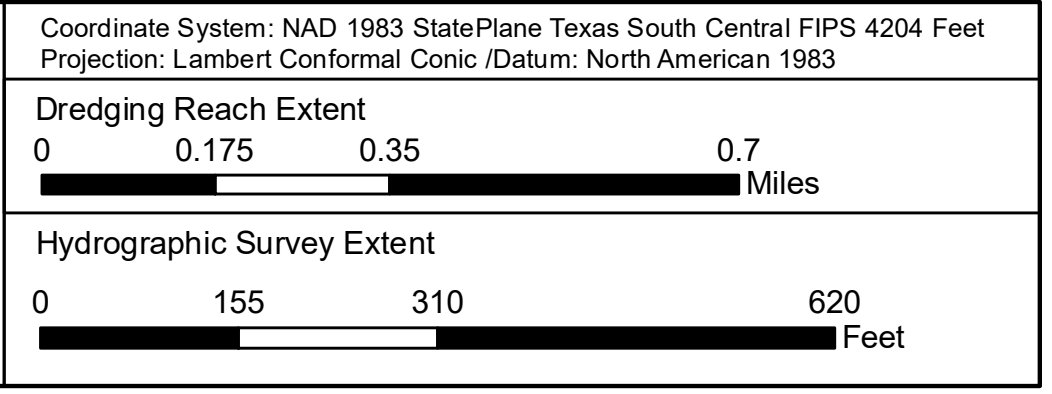 Coordinate System: NAD 1983 StatePlane Texas South Central FIPS 4204 Feet
Projection: Lambert Conformal Conic /Datum: North American 1983
Dredging Reach Extent
0 0.175 0.35 0.7
Miles
Hydrographic Survey Extent
0 155 310 620
Feet